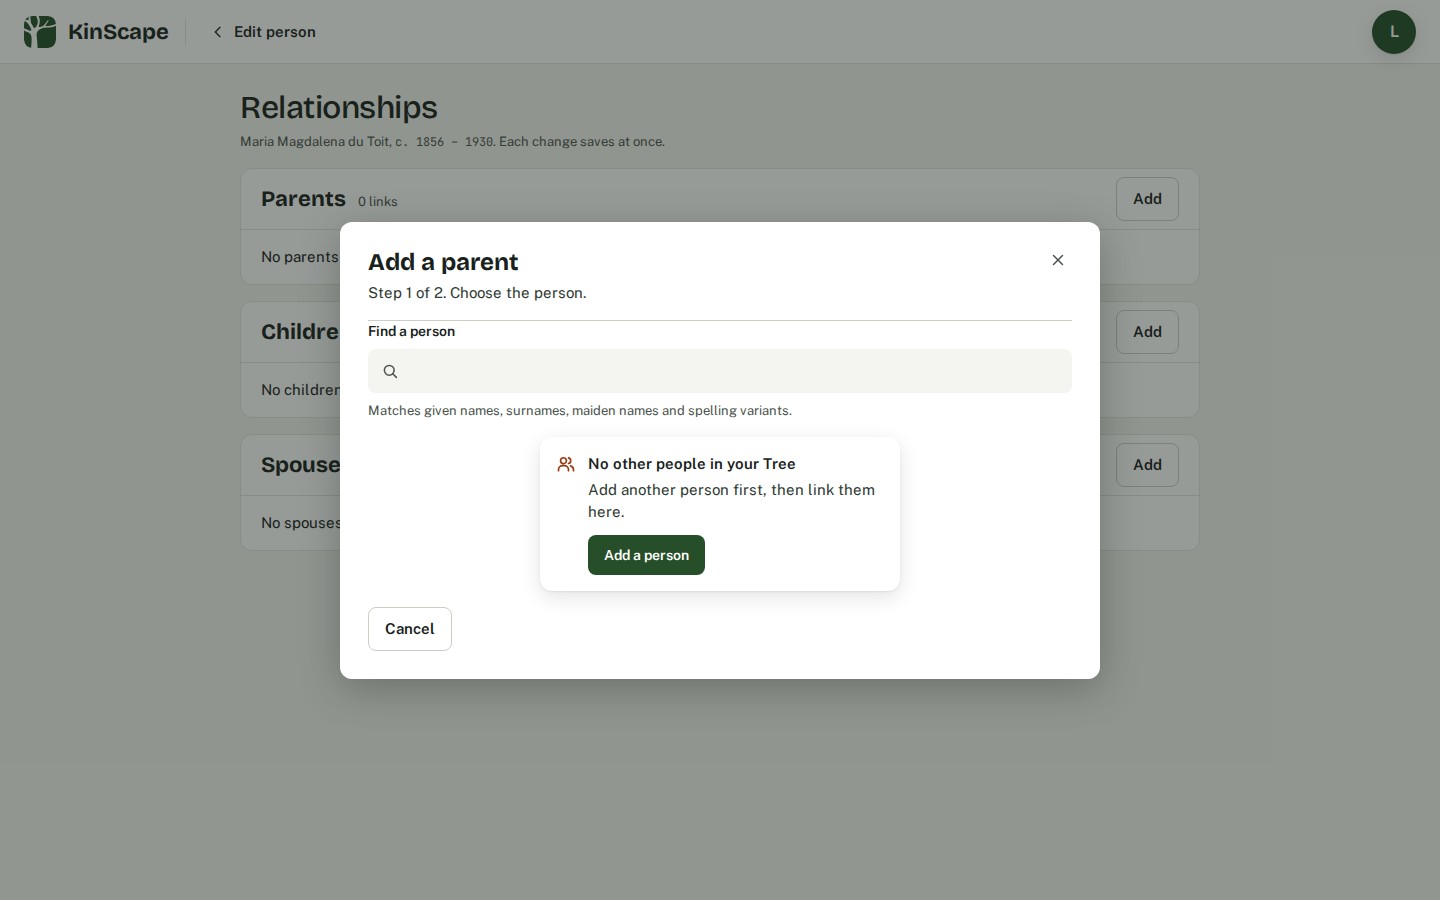 KinScape
Edit person
L
Relationships
Maria Magdalena du Toit, c. 1856 – 1930. Each change saves at once.
Parents 0 links
Add
No parents
Add a parent
Step 1 of 2. Choose the person.
Find a person
Matches given names, surnames, maiden names and spelling variants.
No other people in your Tree
Add another person first, then link them
here.
Add a person
Cancel
Childre
Add
No children
Spouse
Add
No spouses